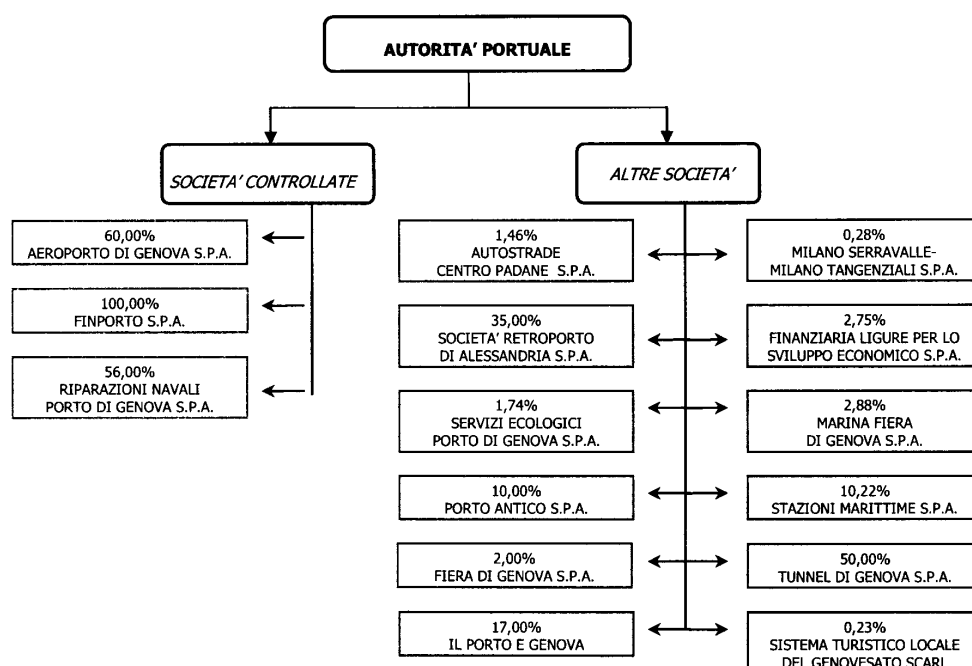 AUTORITA' PORTUALE
SOCIETA' CONTROLLATE
ALTRE SOCIETA'
60,00%
AEROPORTO DI GENOVA S.P.A.
100,00%
FINPORTO S.P.A.
56,00%
RIPARAZIONI NAVALI
PORTO DI GENOVA S.P.A.
1,46%
AUTOSTRADE
CENTRO PADANE S.P.A.
0,28%
MILANO SERRAVALLE-
MILANO TANGENZIALI S.P.A.
35,00%
SOCIETA' RETROPORTO
DI ALESSANDRIA S.P.A.
2,75%
FINANZIARIA LIGURE PER LO
SVILUPPO ECONOMICO S.P.A.
1,74%
SERVIZI ECOLOGICI
PORTO DI GENOVA S.P.A.
2,88%
MARINA FIERA
DI GENOVA S.P.A.
10,00%
PORTO ANTICO S.P.A.
10,22%
STAZIONI MARITTIME S.P.A.
2,00%
FIERA DI GENOVA S.P.A.
50,00%
TUNNEL DI GENOVA S.P.A.
17,00%
IL PORTO E GENOVA
0,23%
SISTEMA TURISTICO LOCALE
DEL GENOVESATO SCARL